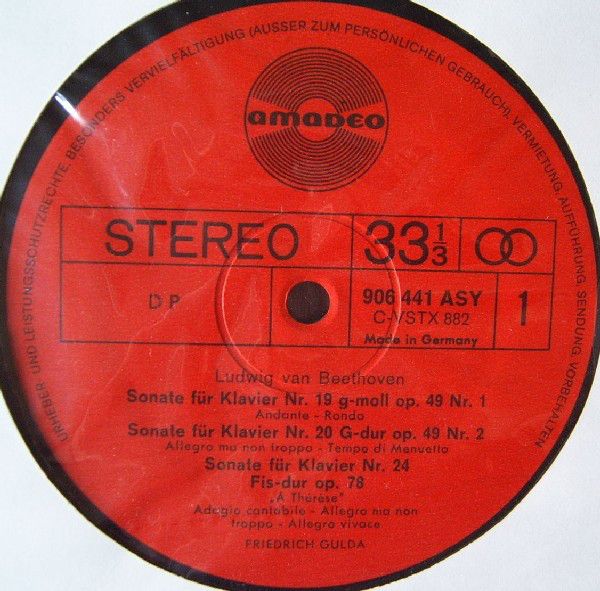 URHEBER UND LEISTUNGSSCHUTZRECHTE, BESONDERS VERVIELFÄLTIGUNG (AUSSER ZUM PERSÖNLICHEN GEBRAUCH), VERMIETUNG, AUFFÜHRUNG, SENDUNG VORBEHALTEN
amadeo
STEREO 33 1/3
DP 906 441 ASY 1
C-VSTX 882
Made in Germany
Ludwig van Beethoven
Sonate für Klavier Nr. 19 g-moll op. 49 Nr. 1
Andante - Rondo
Sonate für Klavier Nr. 20 G-dur op. 49 Nr. 2
Allegro ma non troppo - Tempo di Menuetto
Sonate für Klavier Nr. 24
Fis-dur op. 78
„A Thérèse"
Adagio cantabile - Allegro ma non
troppo - Allegro vivace
FRIEDRICH GULDA